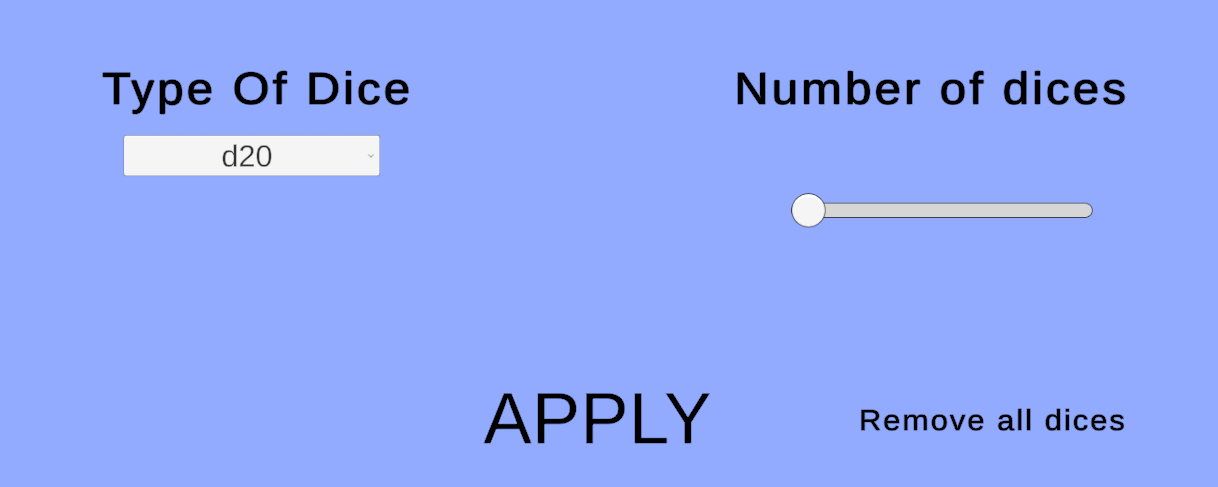 Type Of Dice
Number of dices
d20
APPLY
Remove all dices